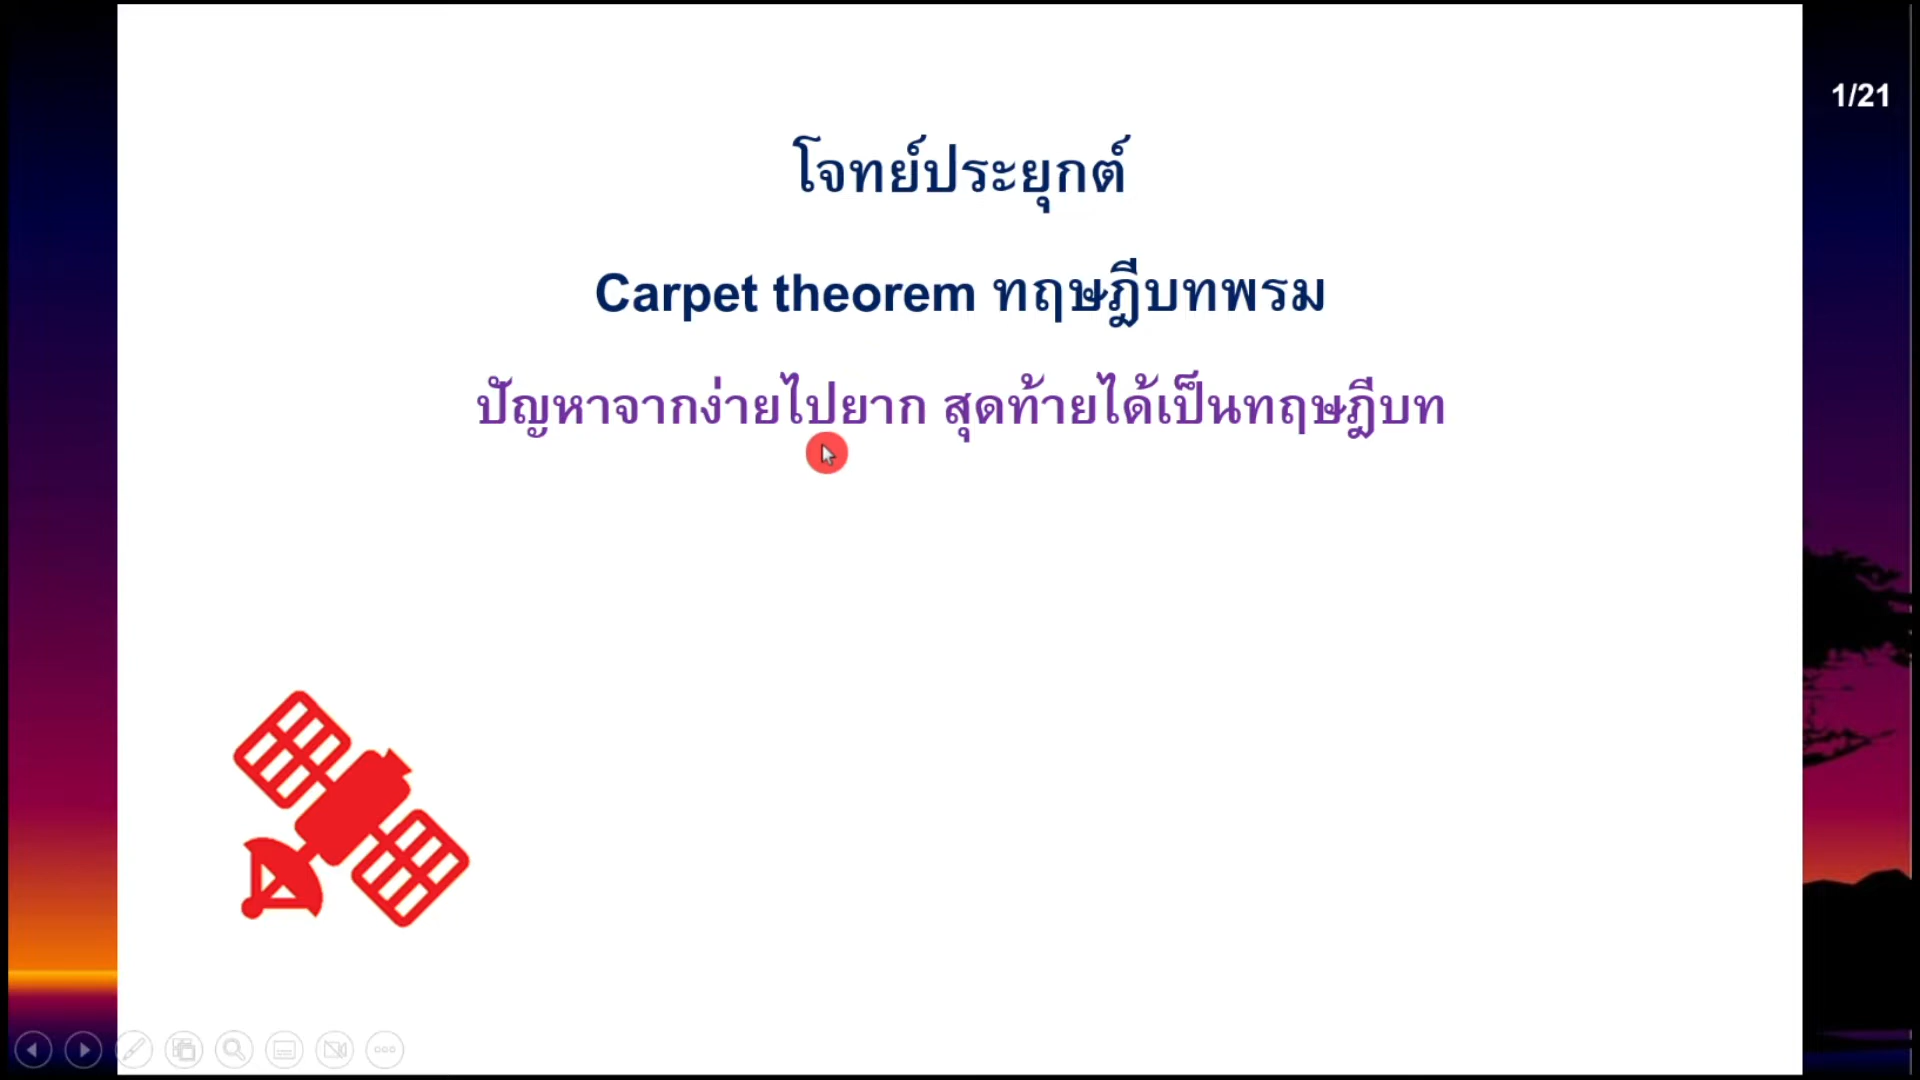 1/21
โจทย์ประยุกต์
Carpet theorem ทฤษฎีบทพรม
ปัญหาจากง่ายไปยาก สุดท้ายได้เป็นทฤษฎีบท